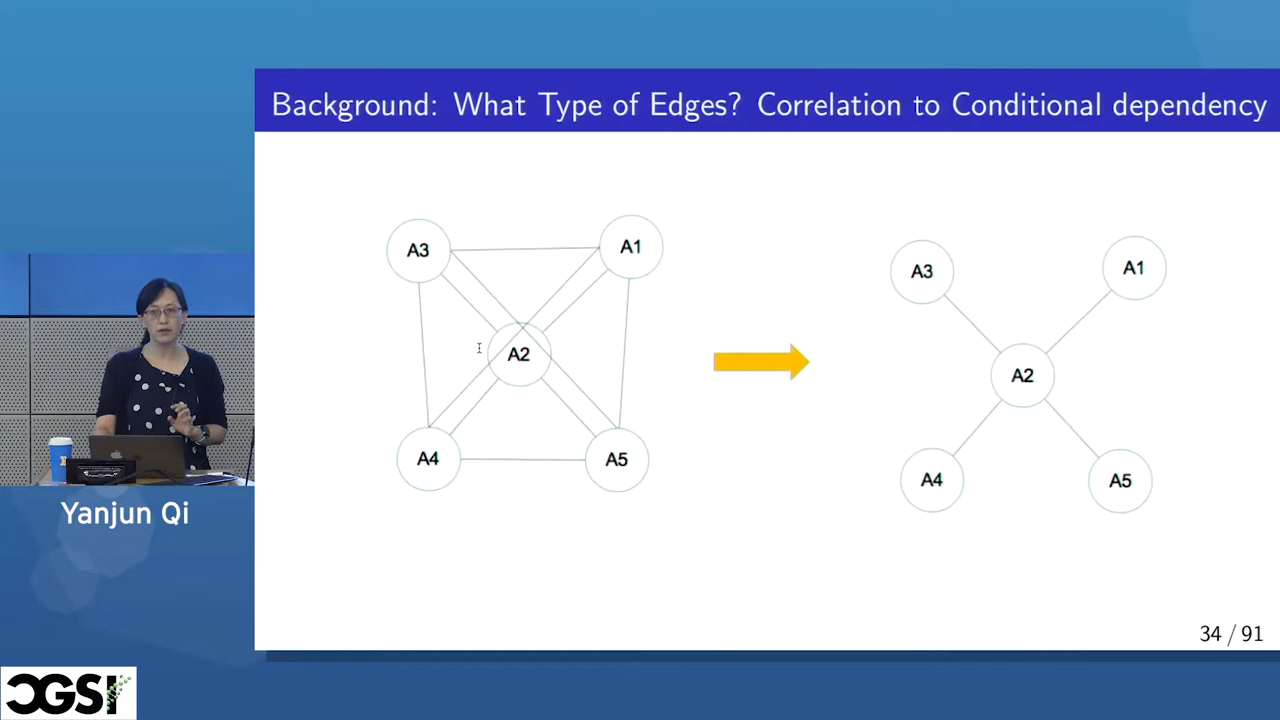 Background: What Type of Edges? Correlation to Conditional dependency
A3
A1
A2
A4
A5
A3
A1
A2
A4
A5
34 / 91
Yanjun Qi
CGSI